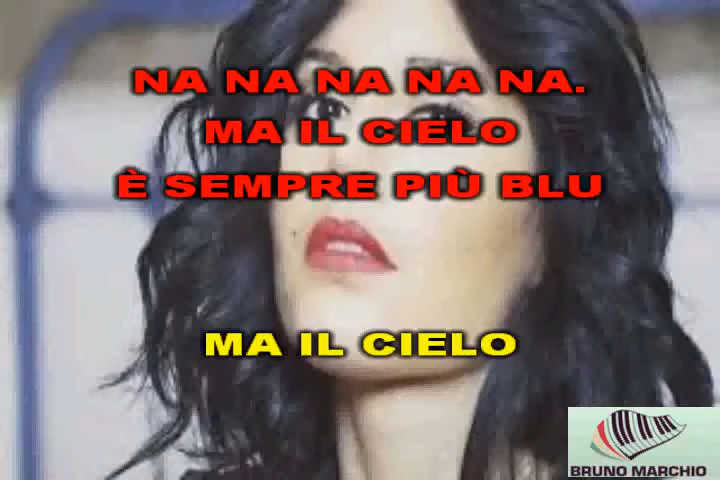 NA NA NA NA NA.
MA IL CIELO
È SEMPRE PIÙ BLU
MA IL CIELO
BRUNO MARCHIO